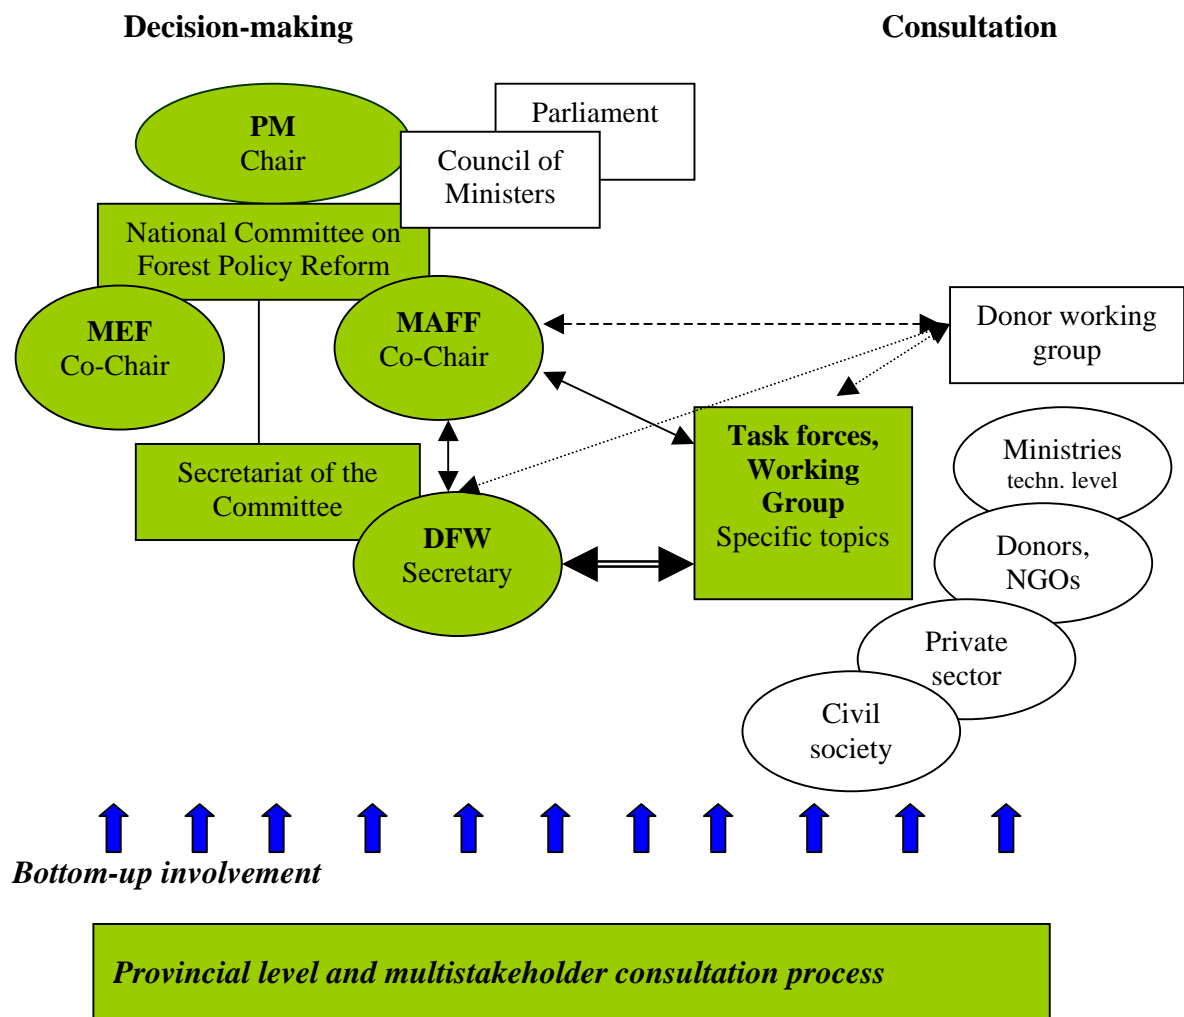 Decision-making
Consultation
PM
Chair
Parliament
Council of
Ministers
National Committee on
Forest Policy Reform
MEF
Co-Chair
MAFF
Co-Chair
Donor working
group
Secretariat of the
Committee
DFW
Secretary
Task forces,
Working
Group
Specific topics
Ministries
techn. level
Donors,
NGOs
Private
sector
Civil
society
Bottom-up involvement
Provincial level and multistakeholder consultation process